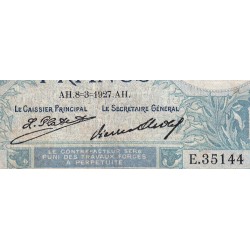 FRANCS
AH.8-3-1927.AH.
LE CAISSIER PRINCIPAL LE SECRÉTAIRE GÉNÉRAL
E.35144
LE CONTREFACTEUR SERA
PUNI DES TRAVAUX FORCÉS
À PERPÉTUITÉ